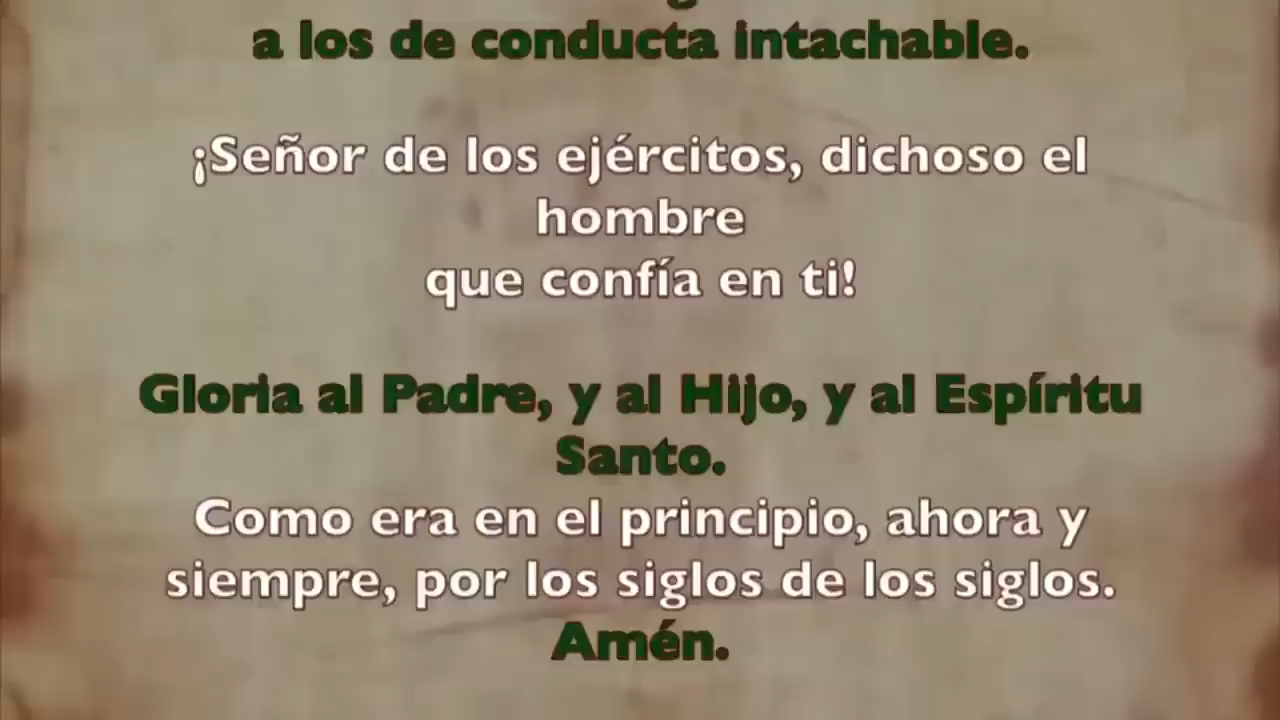 a los de conducta intachable.
¡Señor de los ejércitos, dichoso el
hombre
que confía en ti!
Gloria al Padre, y al Hijo, y al Espíritu
Santo.
Como era en el principio, ahora y
siempre, por los siglos de los siglos.
Amén.